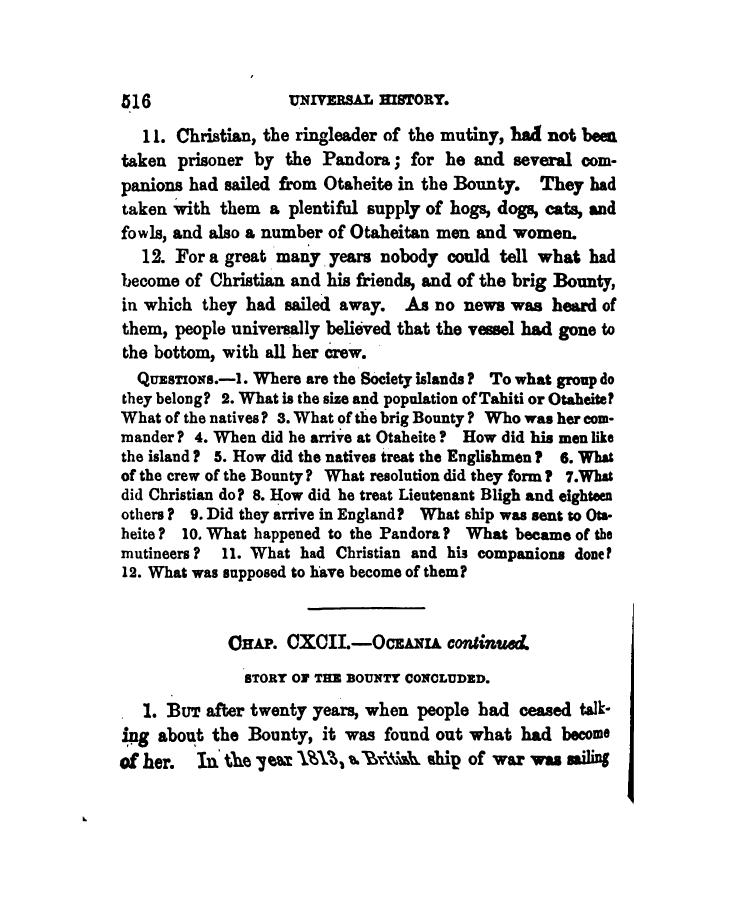 516 UNIVERSAL HISTORY.
11. Christian, the ringleader of the mutiny, had not been
taken prisoner by the Pandora; for he and several com-
panions had sailed from Otaheite in the Bounty. They had
taken with them a plentiful supply of hogs, dogs, cats, and
fowls, and also a number of Otaheitan men and women.
12. For a great many years nobody could tell what had
become of Christian and his friends, and of the brig Bounty,
in which they had sailed away. As no news was heard of
them, people universally believed that the vessel had gone to
the bottom, with all her crew.
QUESTIONS.—1. Where are the Society islands? To what group do
they belong? 2. What is the size and population of Tahiti or Otaheite?
What of the natives? 3. What of the brig Bounty? Who was her com-
mander? 4. When did he arrive at Otaheite? How did his men like
the island? 5. How did the natives treat the Englishmen? 6. What
of the crew of the Bounty? What resolution did they form? 7. What
did Christian do? 8. How did he treat Lieutenant Bligh and eighteen
others? 9. Did they arrive in England? What ship was sent to Ota-
heite? 10. What happened to the Pandora? What became of the
mutineers? 11. What had Christian and his companions done?
12. What was supposed to have become of them?
CHAP. CXCII.—OCEANIA continued.
STORY OF THE BOUNTY CONCLUDED.
1. BUT after twenty years, when people had ceased talk-
ing about the Bounty, it was found out what had become
of her. In the year 1813, a British ship of war was sailing